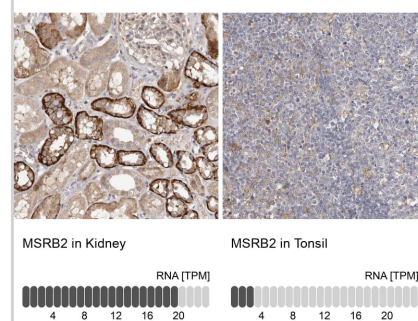 MSRB2 in Kidney
MSRB2 in Tonsil
RNA [TPM]
RNA [TPM]
4 8 12 16 20
4 8 12 16 20